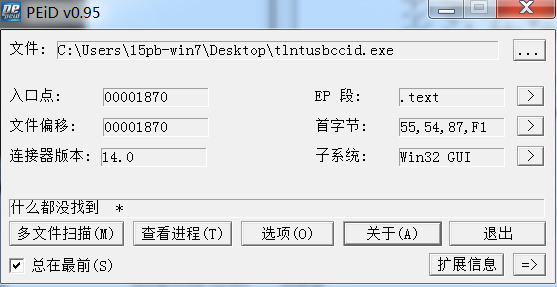 PEiD v0.95
文件: C:\Users\15pb-win7\Desktop\tlntusbccid.exe ...
入口点: 00001870 EP 段: .text >
文件偏移: 00001870 首字节: 55,54,87,F1 >
连接器版本: 14.0 子系统: Win32 GUI >
什么都没找到 *
多文件扫描(M) 查看进程(T) 选项(O) 关于(A) 退出
总在最前(S) 扩展信息 =>